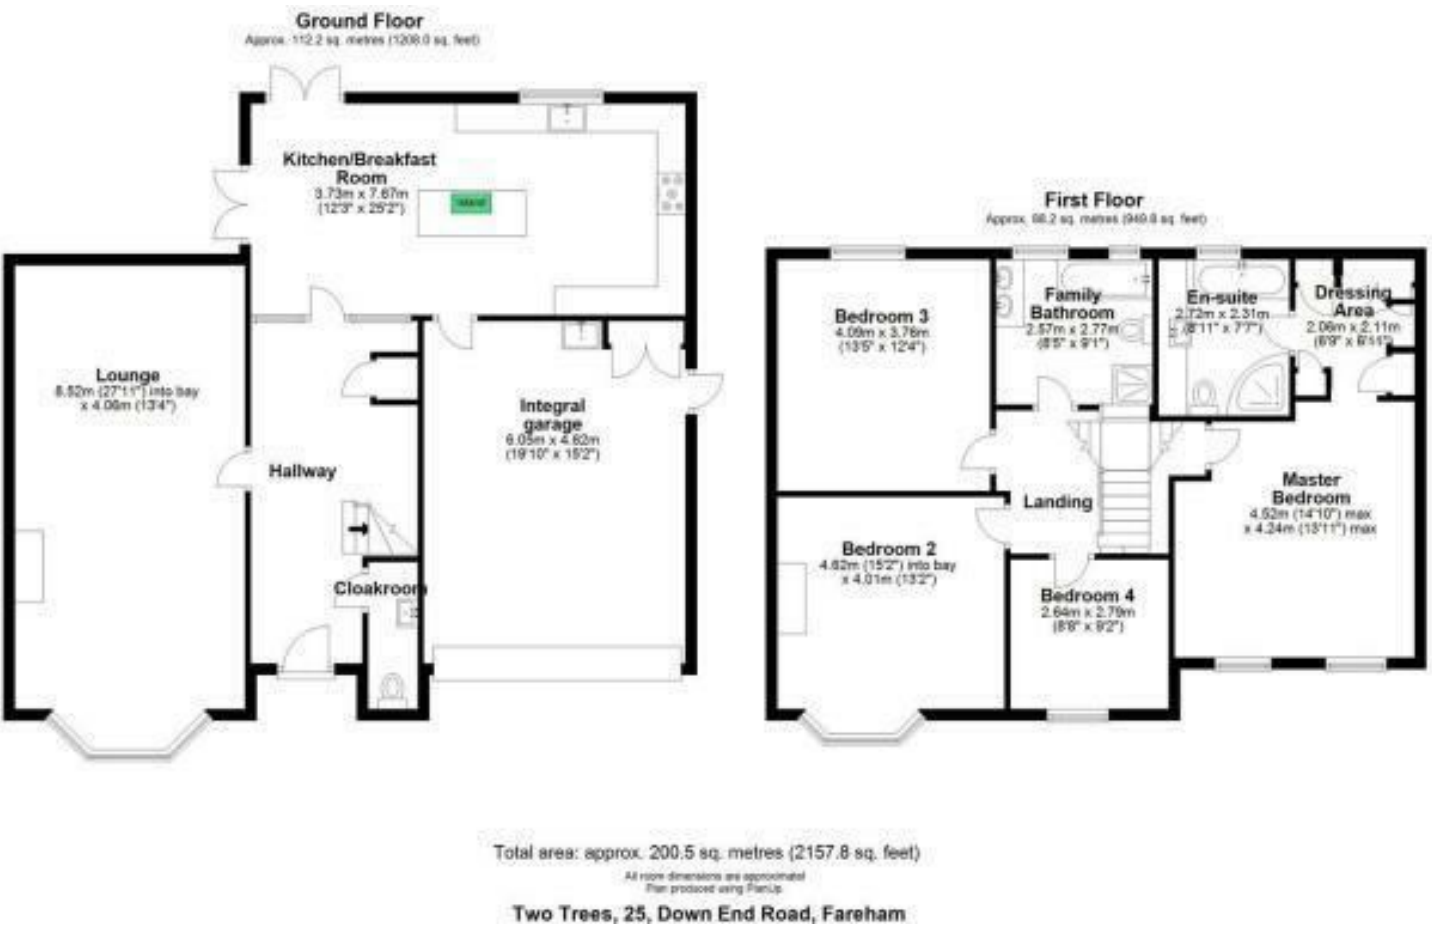 Ground Floor
Approx. 112.2 sq. metres (1208.0 sq. feet)
Kitchen/Breakfast
Room
3.73m x 7.67m
(12'3" x 25'2")
Lounge
8.52m (27'11") into bay
x 4.06m (13'4")
Hallway
Integral
garage
6.05m x 4.62m
(19'10" x 15'2")
Cloakroom
First Floor
Approx. 88.2 sq. metres (949.8 sq. feet)
Bedroom 3
4.09m x 3.76m
(13'5" x 12'4")
Family
Bathroom
2.57m x 2.77m
(8'5" x 9'1")
En-suite
2.72m x 2.31m
(8'11" x 7'7")
Dressing
Area
2.06m x 2.11m
(6'9" x 6'11")
Landing
Master
Bedroom
4.52m (14'10") max
x 4.24m (13'11") max
Bedroom 2
4.62m (15'2") into bay
x 4.01m (13'2")
Bedroom 4
2.64m x 2.79m
(8'8" x 9'2")
Total area: approx. 200.5 sq. metres (2157.8 sq. feet)
All room dimensions are approximate!
Plan produced using PlanUp.
Two Trees, 25, Down End Road, Fareham